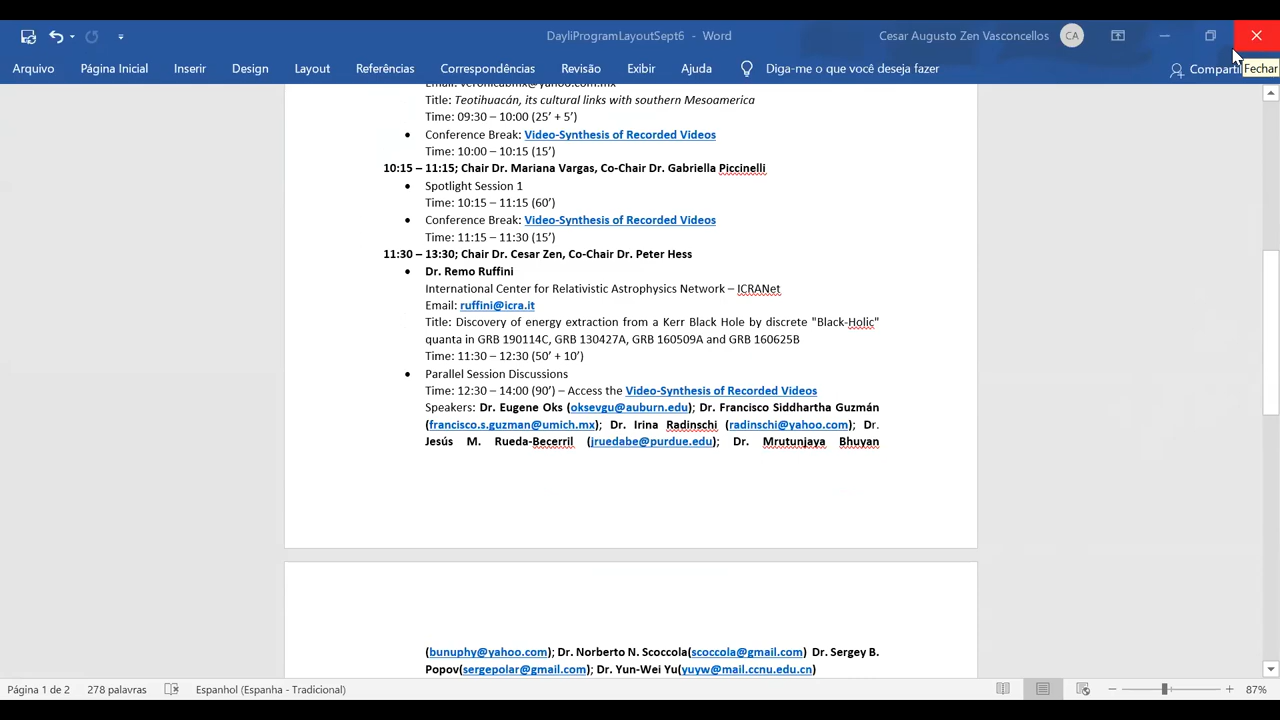 DayliProgramLayoutSept6 - Word
Cesar Augusto Zen Vasconcellos CA
Arquivo Página Inicial Inserir Design Layout Referências Correspondências Revisão Exibir Ajuda Diga-me o que você deseja fazer Fechar
Title: Teotihuacán, its cultural links with southern Mesoamerica
Time: 09:30 – 10:00 (25’ + 5’)
• Conference Break: Video-Synthesis of Recorded Videos
Time: 10:00 – 10:15 (15’)
10:15 – 11:15; Chair Dr. Mariana Vargas, Co-Chair Dr. Gabriella Piccinelli
• Spotlight Session 1
Time: 10:15 – 11:15 (60’)
• Conference Break: Video-Synthesis of Recorded Videos
Time: 11:15 – 11:30 (15’)
11:30 – 13:30; Chair Dr. Cesar Zen, Co-Chair Dr. Peter Hess
• Dr. Remo Ruffini
International Center for Relativistic Astrophysics Network – ICRANet
Email: ruffini@icra.it
Title: Discovery of energy extraction from a Kerr Black Hole by discrete "Black-Holic"
quanta in GRB 190114C, GRB 130427A, GRB 160509A and GRB 160625B
Time: 11:30 – 12:30 (50’ + 10’)
• Parallel Session Discussions
Time: 12:30 – 14:00 (90’) – Access the Video-Synthesis of Recorded Videos
Speakers: Dr. Eugene Oks (oksevgu@auburn.edu); Dr. Francisco Siddhartha Guzmán
(francisco.s.guzman@umich.mx); Dr. Irina Radinschi (radinschi@yahoo.com); Dr.
Jesús M. Rueda-Becerril (jruedabe@purdue.edu); Dr. Mrutunjaya Bhuyan
(bunuphy@yahoo.com); Dr. Norberto N. Scoccola(scoccola@gmail.com) Dr. Sergey B.
Popov(sergepolar@gmail.com); Dr. Yun-Wei Yu(yuyw@mail.ccnu.edu.cn)
Página 1 de 2 278 palavras Espanhol (Espanha - Tradicional) 87%